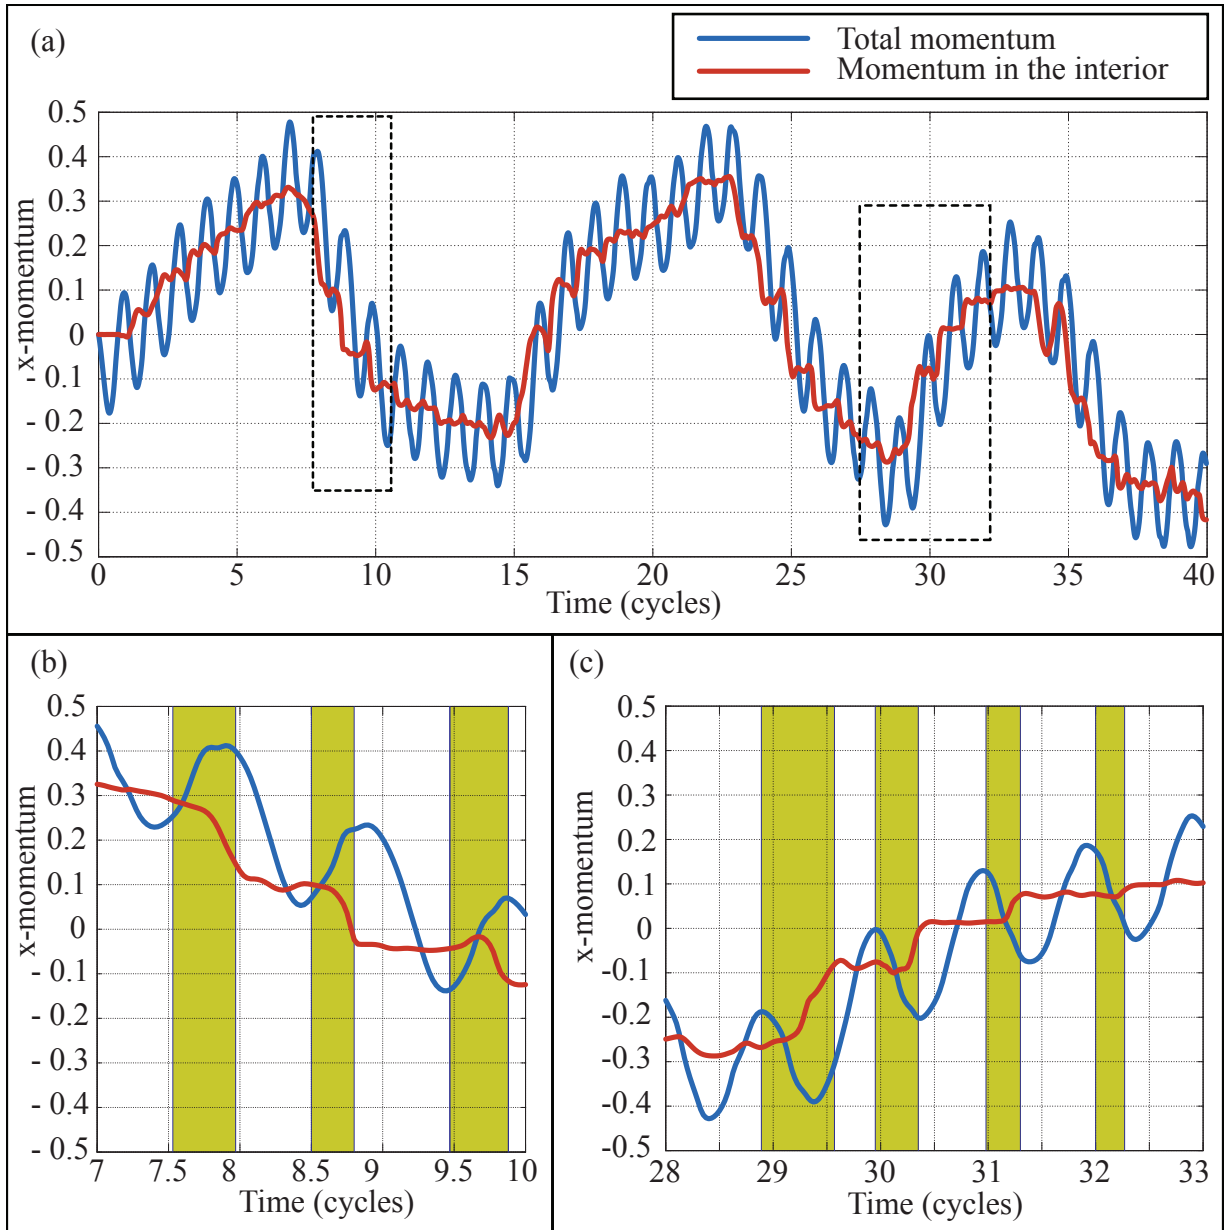 (a)
Total momentum
Momentum in the interior
x-momentum
0.5
0.4
0.3
0.2
0.1
0
- 0.1
- 0.2
- 0.3
- 0.4
- 0.5
0 5 10 15 20 25 30 35 40
Time (cycles)
(b)
x-momentum
0.5
0.4
0.3
0.2
0.1
0
- 0.1
- 0.2
- 0.3
- 0.4
- 0.5
7 7.5 8 8.5 9 9.5 10
Time (cycles)
(c)
x-momentum
0.5
0.4
0.3
0.2
0.1
0
-0.1
-0.2
-0.3
-0.4
-0.5
28 29 30 31 32 33
Time (cycles)